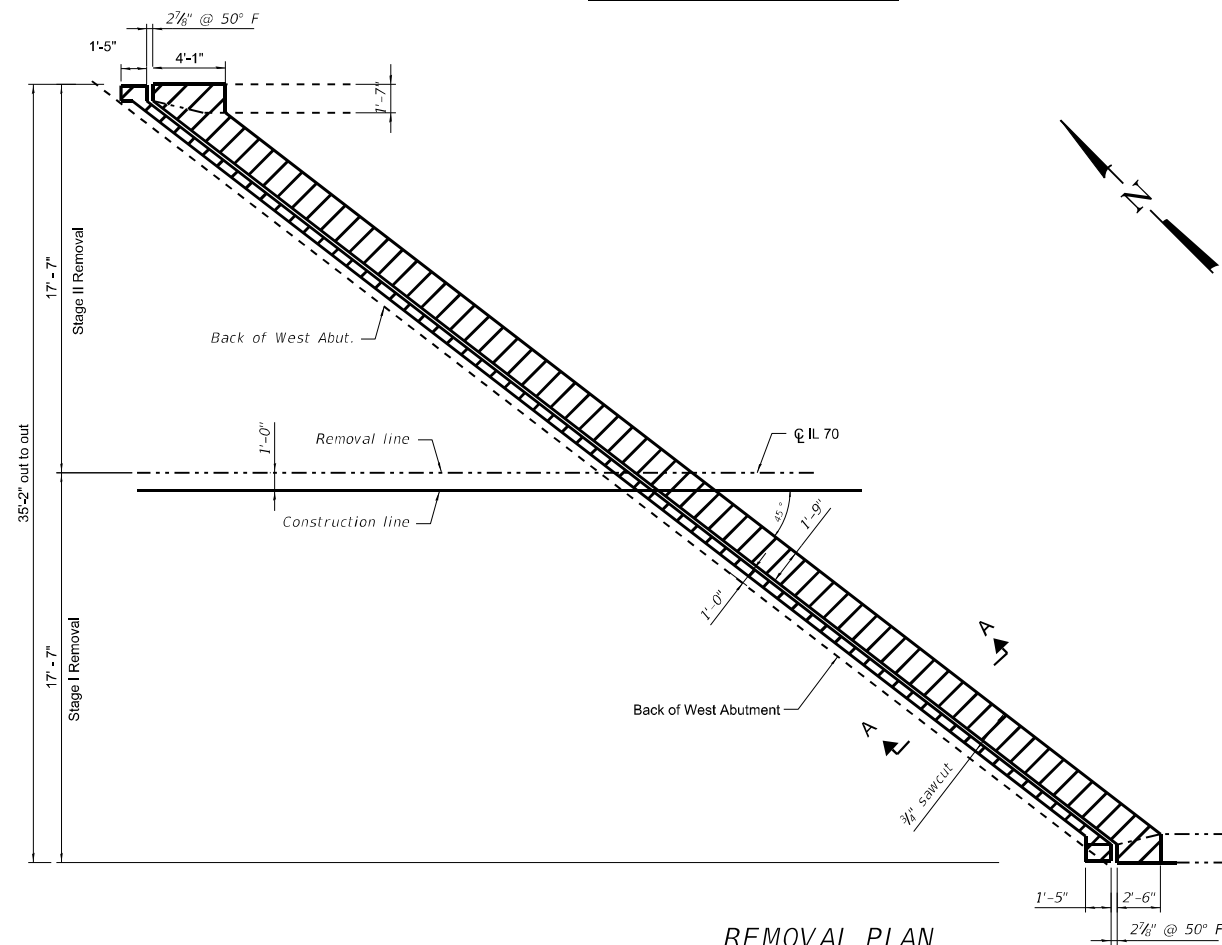 2⅞" @ 50° F
1'-5"
4'-1"
1'-7"
17' - 7"
Stage II Removal
N
Back of West Abut.
35'-2" out to out
1'-0"
Removal line
℄ IL 70
Construction line
45°
1'-9"
1'-0"
17' - 7"
Stage I Removal
A
Back of West Abutment
A
¾" sawcut
1'-5"
2'-6"
2⅞" @ 50° F
REMOVAL PLAN